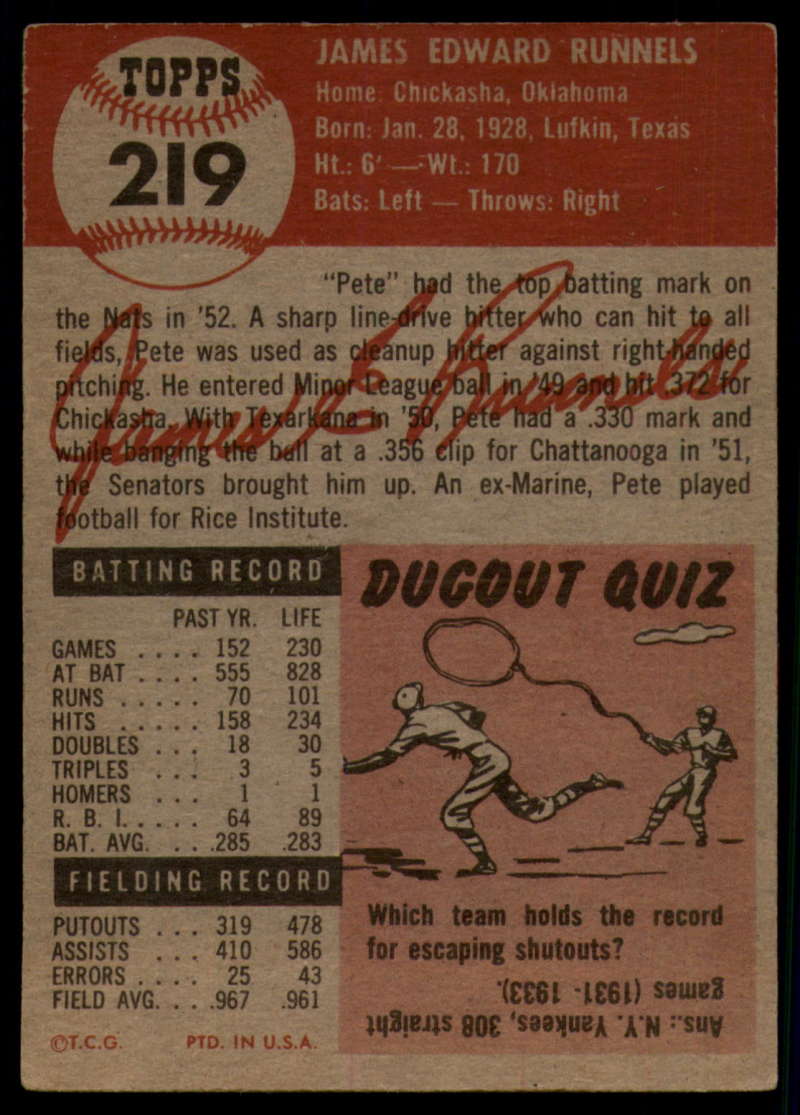 TOPPS
219
JAMES EDWARD RUNNELS
Home: Chickasha, Oklahoma
Born: Jan. 28, 1928, Lufkin, Texas
Ht.: 6' — Wt.: 170
Bats: Left — Throws: Right
"Pete" had the top batting mark on
the Nats in '52. A sharp line-drive hitter who can hit to all
fields, Pete was used as cleanup hitter against right-handed
pitching. He entered Minor League ball in '49 and hit .372 for
Chickasha. With Texarkana in '50, Pete had a .330 mark and
while banging the ball at a .356 clip for Chattanooga in '51,
the Senators brought him up. An ex-Marine, Pete played
football for Rice Institute.
James E Runnels
BATTING RECORD
PAST YR. LIFE
GAMES .... 152 230
AT BAT .... 555 828
RUNS ..... 70 101
HITS ..... 158 234
DOUBLES ... 18 30
TRIPLES ... 3 5
HOMERS ... 1 1
R. B. I. .... 64 89
BAT. AVG. ... .285 .283
FIELDING RECORD
PUTOUTS ... 319 478
ASSISTS ... 410 586
ERRORS .... 25 43
FIELD AVG. ... .967 .961
©T.C.G. PTD. IN U.S.A.
DUGOUT QUIZ
Which team holds the record
for escaping shutouts?
Ans.: N.Y. Yankees, 308 straight
games (1931-1933).